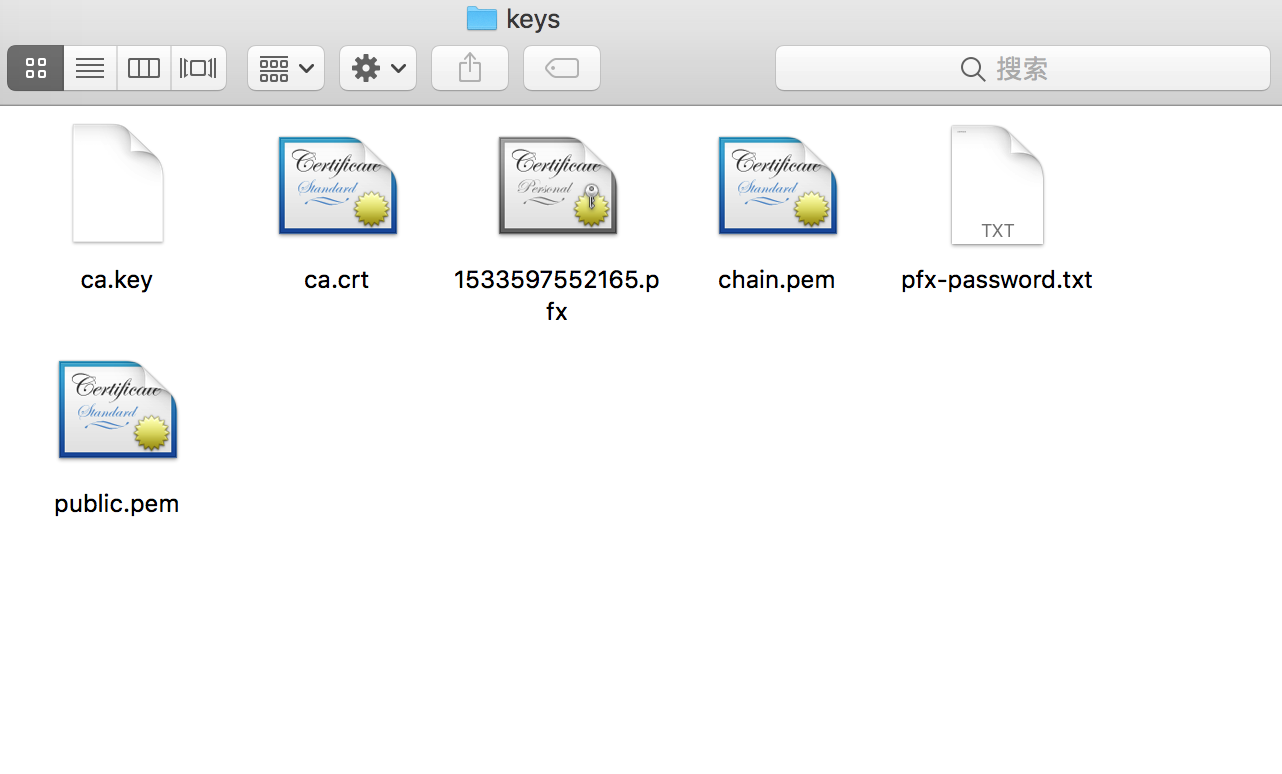 keys
搜索
Certificate
Standard
Certificate
Personal
Certificate
Standard
TXT
ca.key
ca.crt
1533597552165.p
fx
chain.pem
pfx-password.txt
Certificate
Standard
public.pem